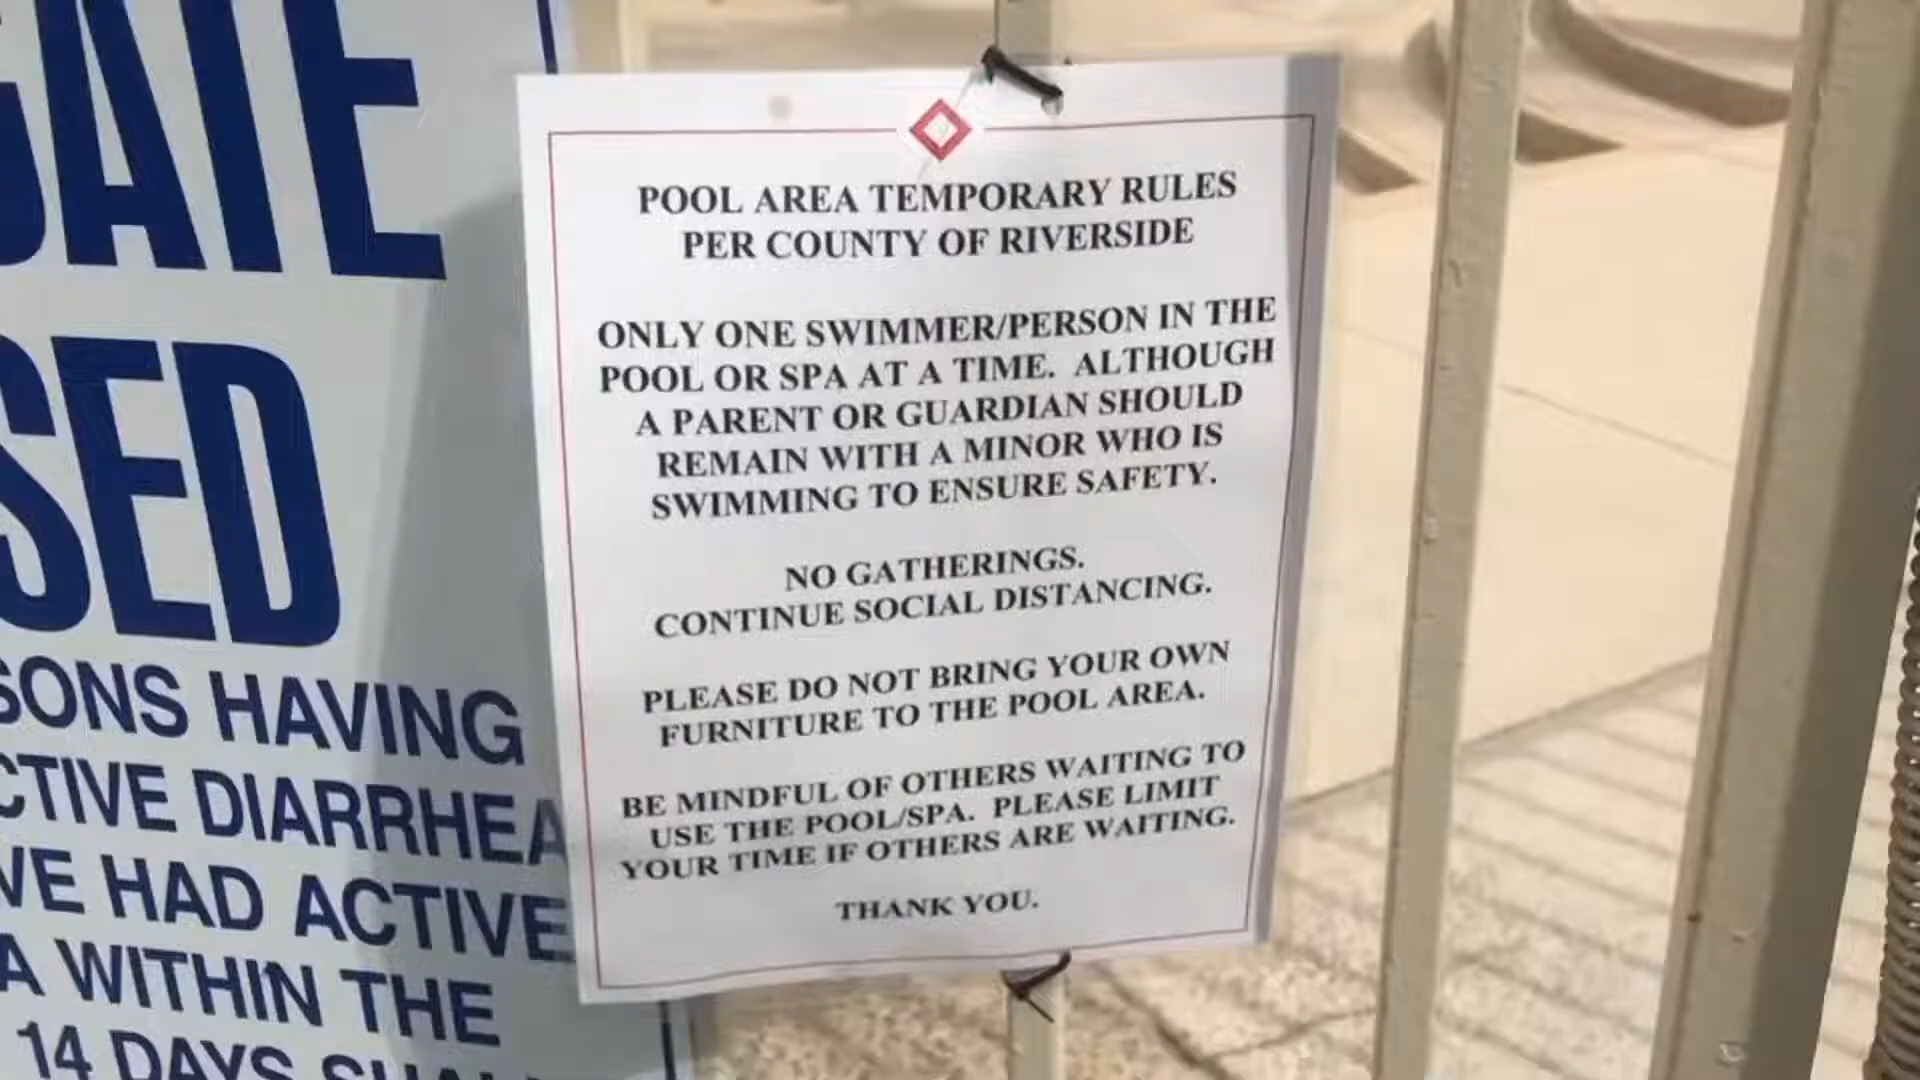 GATE
SED
HAVING
DIARRHEA
HAD ACTIVE
WITHIN THE
14 DAYS
POOL AREA TEMPORARY RULES
PER COUNTY OF RIVERSIDE
ONLY ONE SWIMMER/PERSON IN THE
POOL OR SPA AT A TIME. ALTHOUGH
A PARENT OR GUARDIAN SHOULD
REMAIN WITH A MINOR WHO IS
SWIMMING TO ENSURE SAFETY.
NO GATHERINGS.
CONTINUE SOCIAL DISTANCING.
PLEASE DO NOT BRING YOUR OWN
FURNITURE TO THE POOL AREA.
BE MINDFUL OF OTHERS WAITING TO
USE THE POOL/SPA. PLEASE LIMIT
YOUR TIME IF OTHERS ARE WAITING.
THANK YOU.